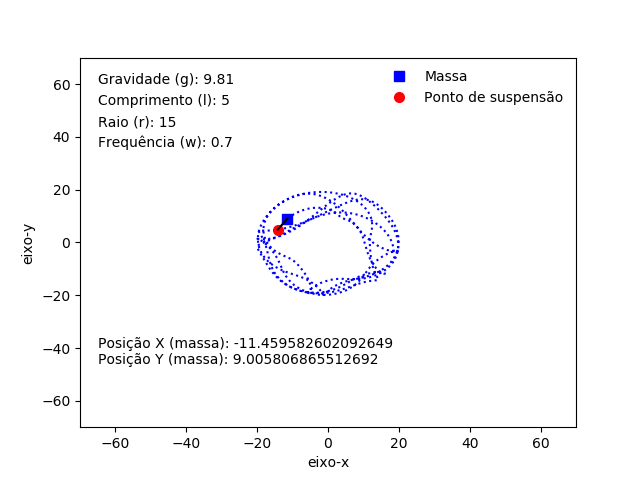 Gravidade (g): 9.81
Comprimento (l): 5
Raio (r): 15
Frequência (w): 0.7
Massa
Ponto de suspensão
60
40
20
0
−20
−40
−60
eixo-y
Posição X (massa): -11.459582602092649
Posição Y (massa): 9.005806865512692
−60
−40
−20
0
20
40
60
eixo-x